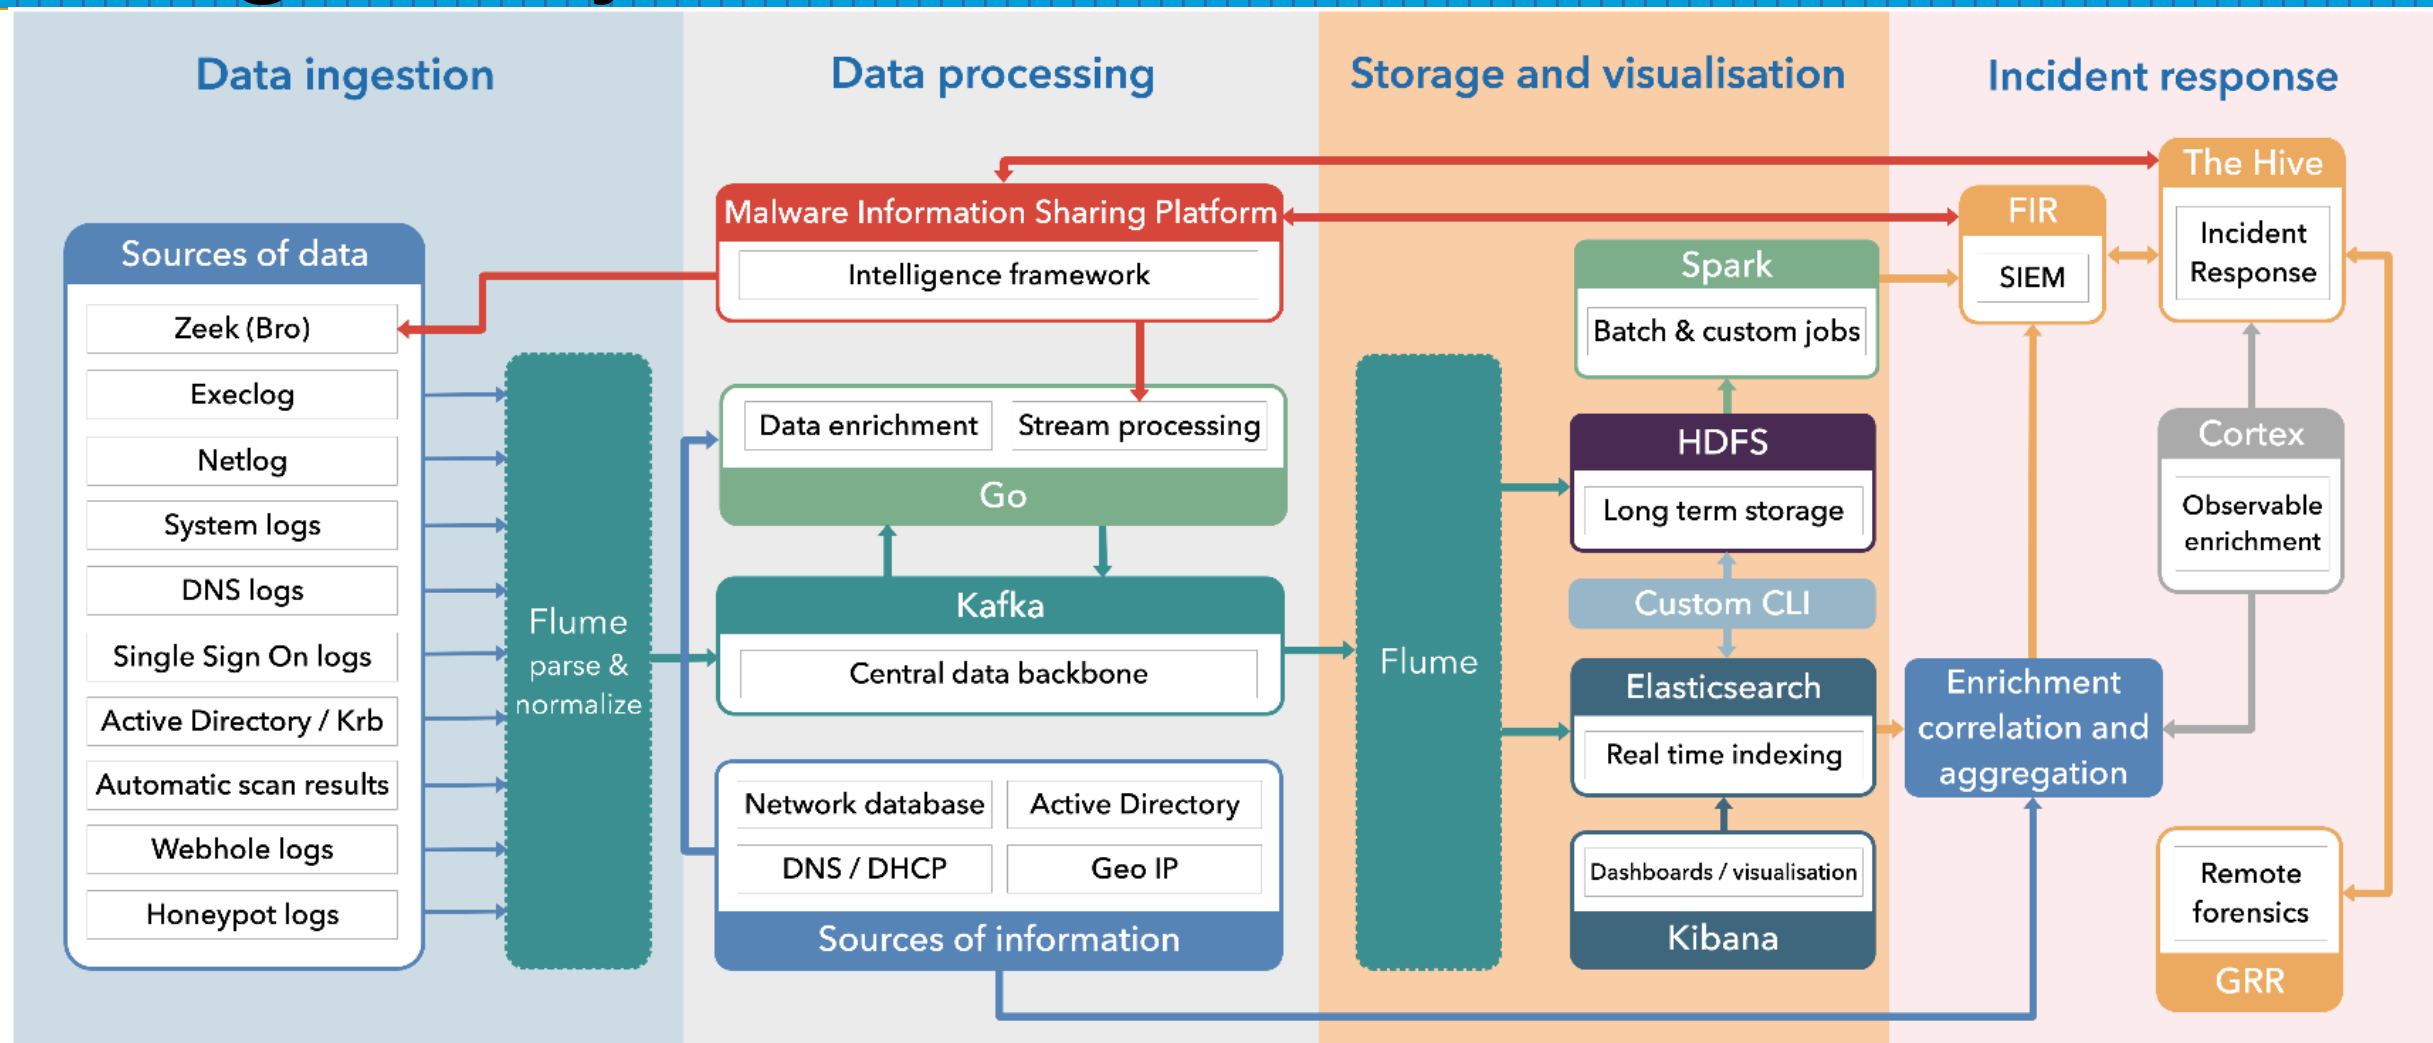 Data ingestion
Data processing
Storage and visualisation
Incident response
Sources of data
Zeek (Bro)
Execlog
Netlog
System logs
DNS logs
Single Sign On logs
Active Directory / Krb
Automatic scan results
Webhole logs
Honeypot logs
Flume
parse &
normalize
Malware Information Sharing Platform
Intelligence framework
Data enrichment
Stream processing
Go
Kafka
Central data backbone
Network database
Active Directory
DNS / DHCP
Geo IP
Sources of information
Flume
Spark
Batch & custom jobs
HDFS
Long term storage
Custom CLI
Elasticsearch
Real time indexing
Dashboards / visualisation
Kibana
FIR
SIEM
The Hive
Incident
Response
Cortex
Observable
enrichment
Enrichment
correlation and
aggregation
Remote
forensics
GRR